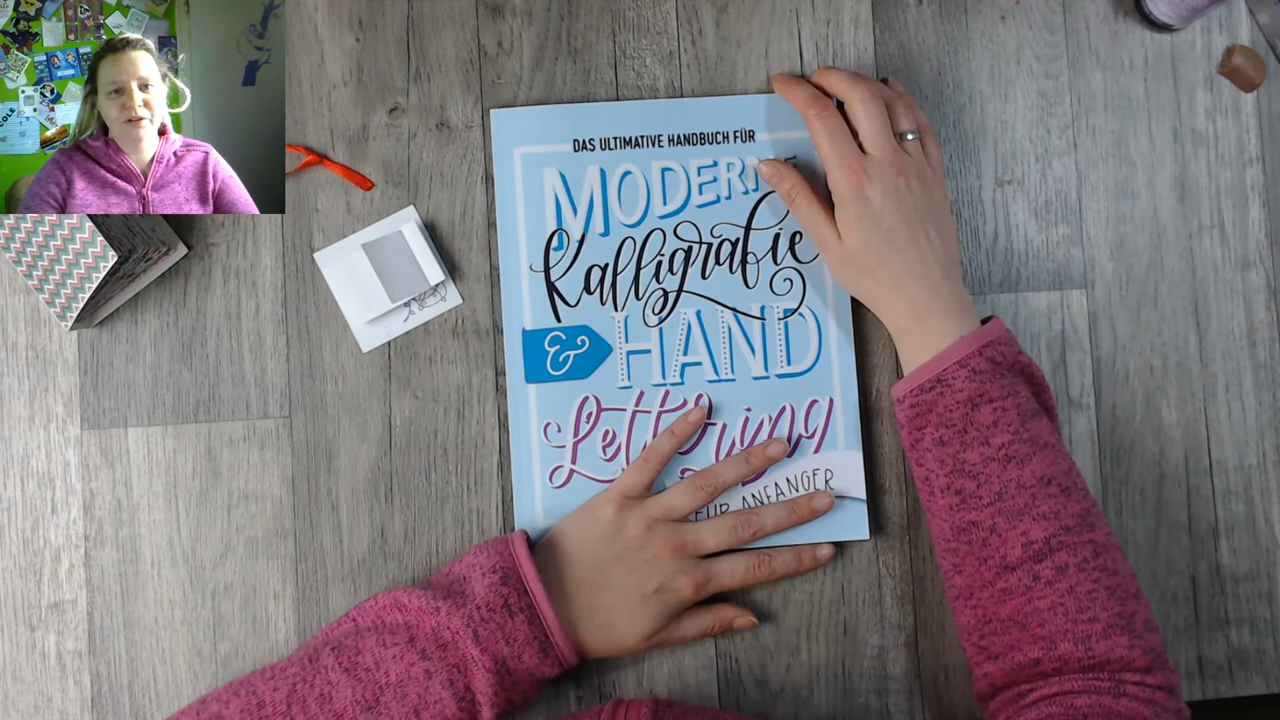 DAS ULTIMATIVE HANDBUCH FÜR
MODERNE
Kalligrafie
& HAND
Lettering
FÜR ANFÄNGER